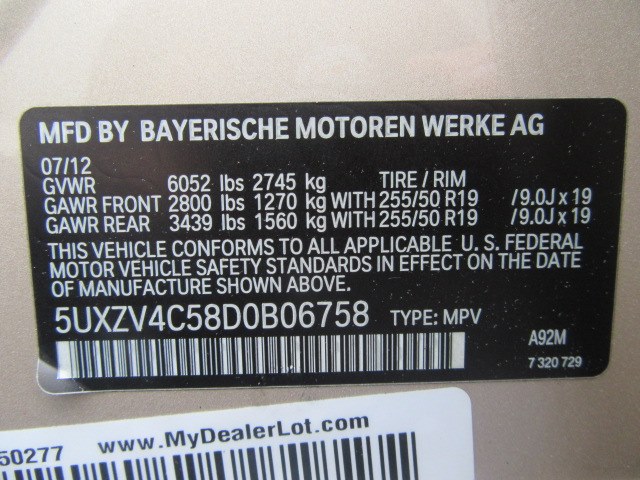 MFD BY BAYERISCHE MOTOREN WERKE AG
07/12
GVWR 6052 lbs 2745 kg TIRE / RIM
GAWR FRONT 2800 lbs 1270 kg WITH 255/50 R19 /9.0J x 19
GAWR REAR 3439 lbs 1560 kg WITH 255/50 R19 /9.0J x 19
THIS VEHICLE CONFORMS TO ALL APPLICABLE U. S. FEDERAL
MOTOR VEHICLE SAFETY STANDARDS IN EFFECT ON THE DATE
OF MANUFACTURE SHOWN ABOVE.
5UXZV4C58D0B06758 TYPE: MPV
A92M
7 320 729
50277 www.MyDealerLot.com